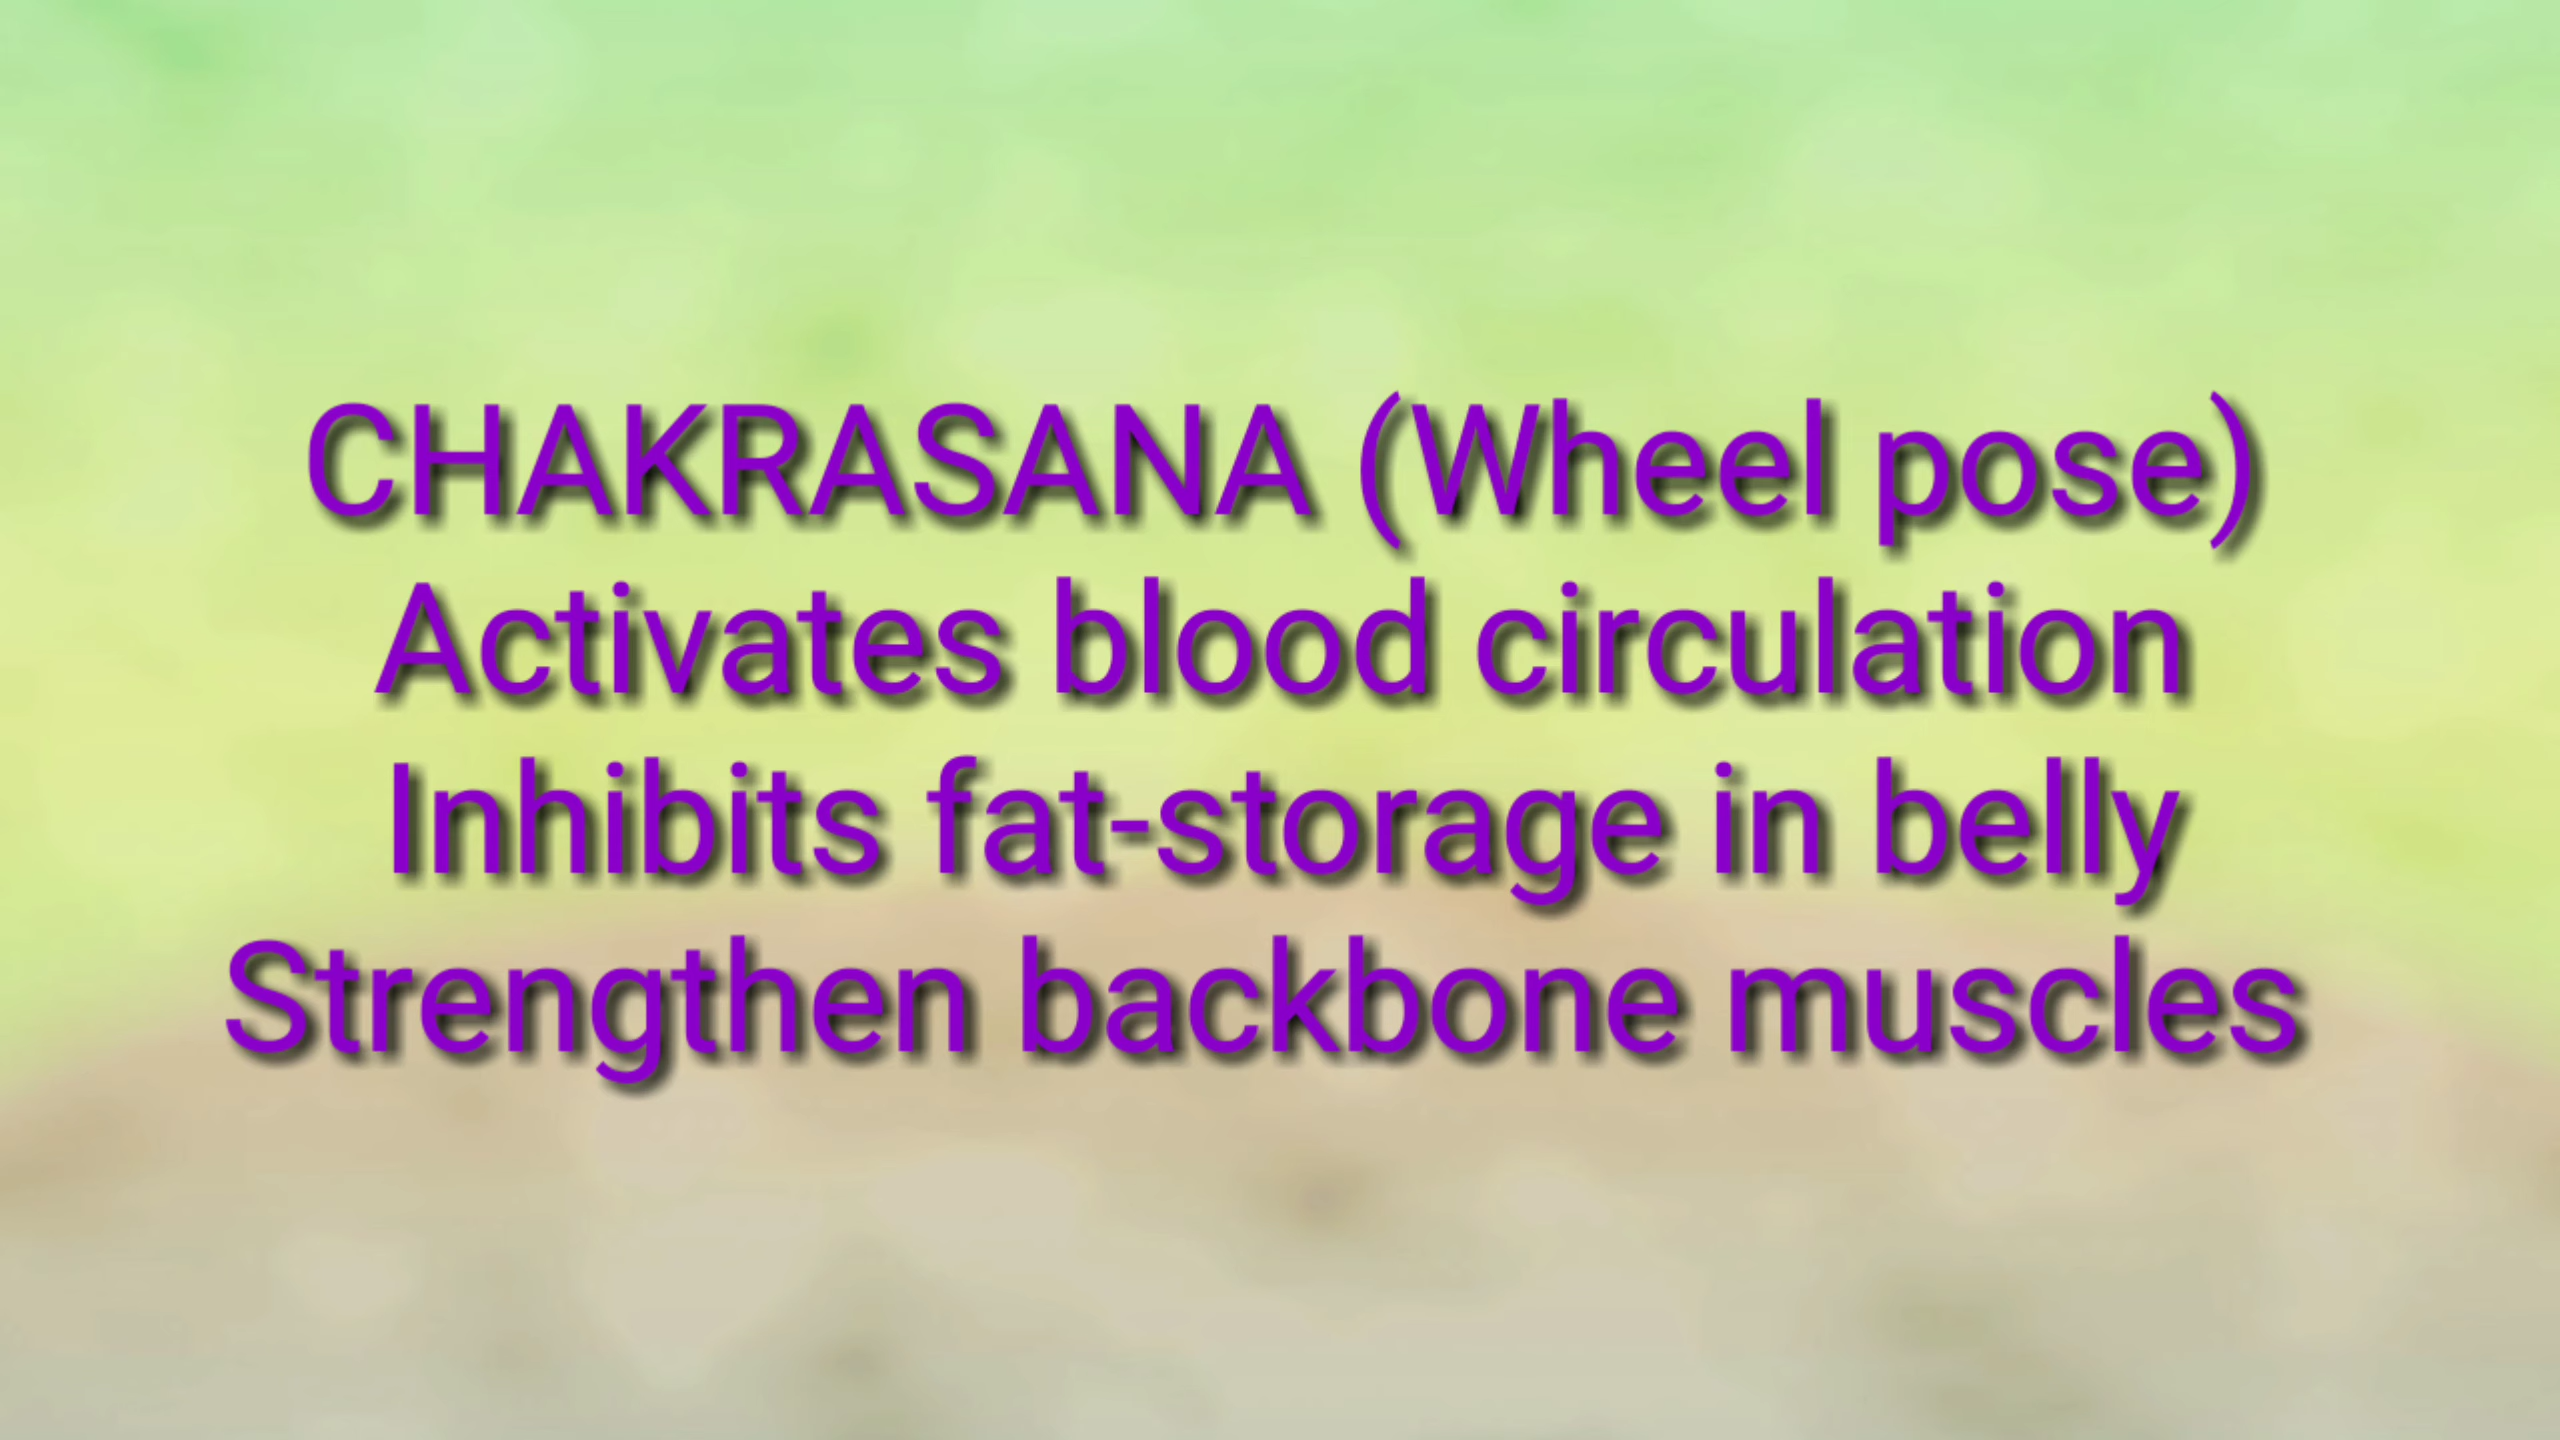 CHAKRASANA (Wheel pose)
Activates blood circulation
Inhibits fat-storage in belly
Strengthen backbone muscles